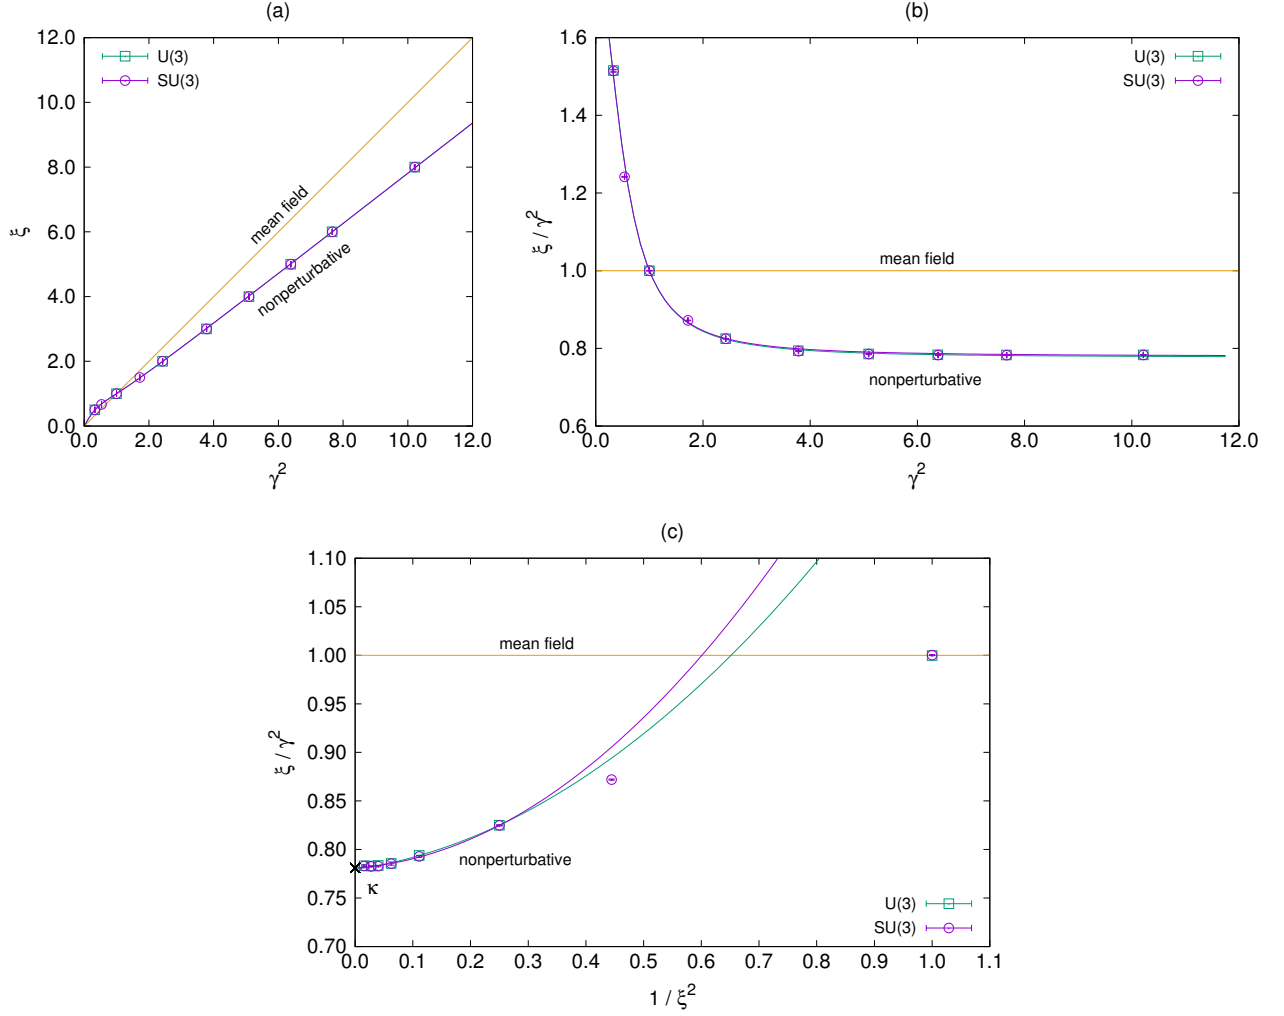 (a)
12.0
10.0
8.0
6.0
4.0
2.0
0.0
ξ
U(3)
SU(3)
mean field
nonperturbative
0.0 2.0 4.0 6.0 8.0 10.0 12.0
γ²
(b)
1.6
1.4
1.2
1.0
0.8
0.6
ξ / γ²
U(3)
SU(3)
mean field
nonperturbative
0.0 2.0 4.0 6.0 8.0 10.0 12.0
γ²
(c)
1.10
1.05
1.00
0.95
0.90
0.85
0.80
0.75
0.70
ξ / γ²
mean field
nonperturbative
κ
U(3)
SU(3)
0.0 0.1 0.2 0.3 0.4 0.5 0.6 0.7 0.8 0.9 1.0 1.1
1 / ξ²